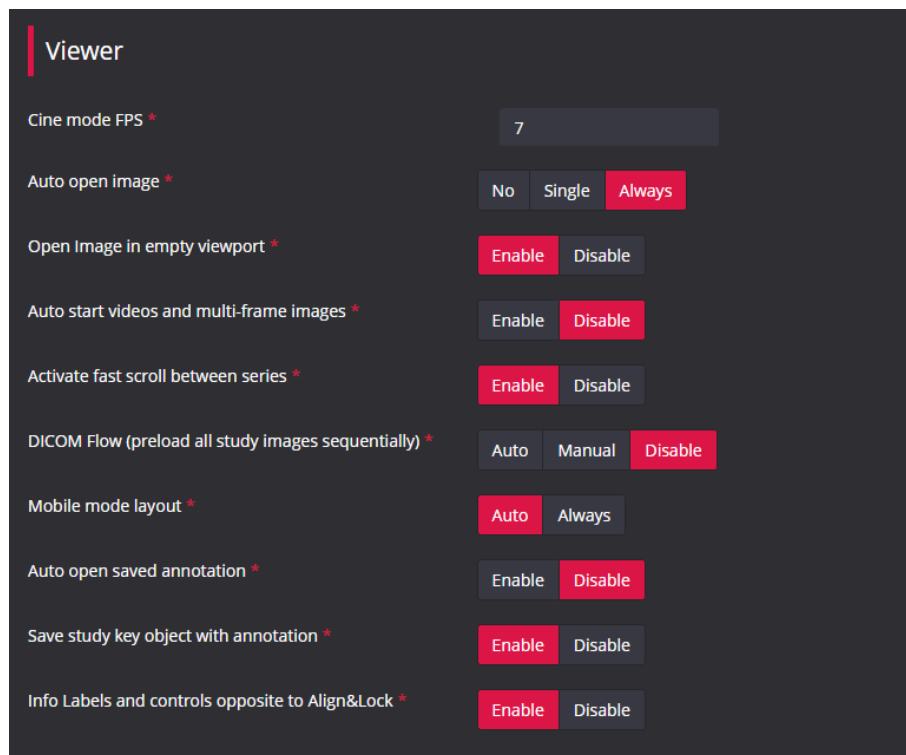 Viewer
Cine mode FPS * 7
Auto open image * No Single Always
Open Image in empty viewport * Enable Disable
Auto start videos and multi-frame images * Enable Disable
Activate fast scroll between series * Enable Disable
DICOM Flow (preload all study images sequentially) * Auto Manual Disable
Mobile mode layout * Auto Always
Auto open saved annotation * Enable Disable
Save study key object with annotation * Enable Disable
Info Labels and controls opposite to Align&Lock * Enable Disable